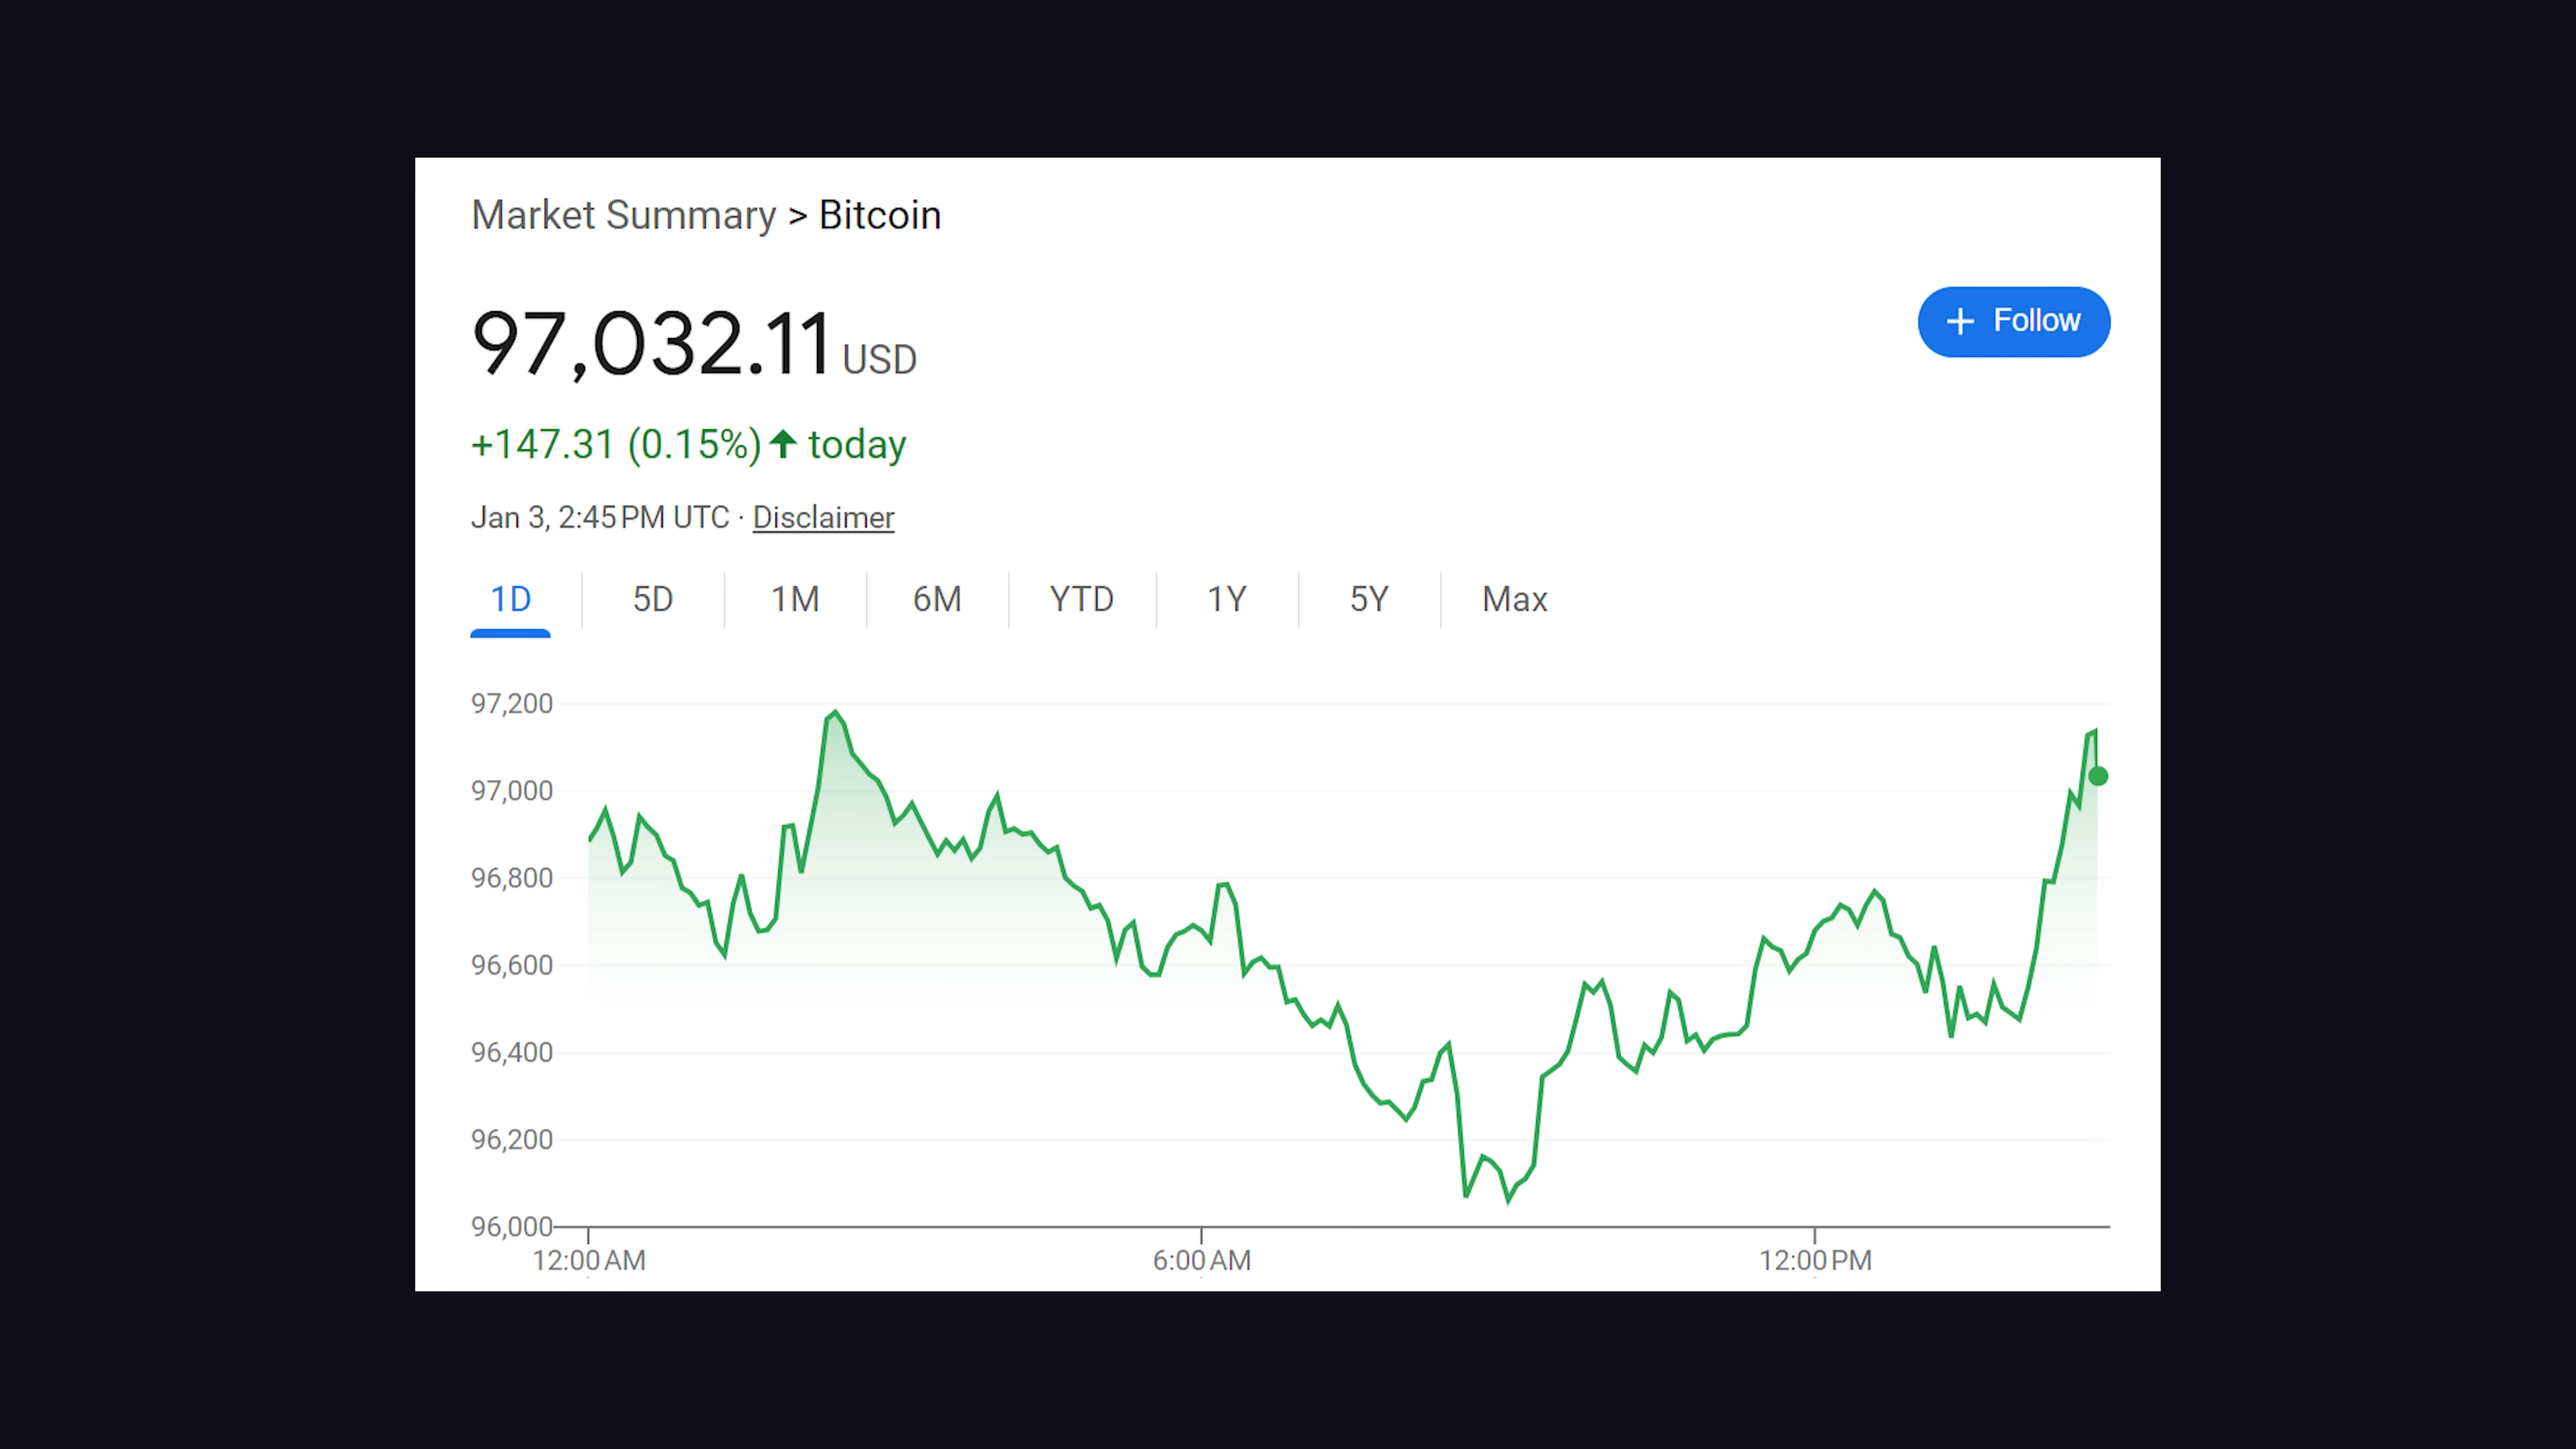 Market Summary > Bitcoin
97,032.11 USD
+ Follow
+147.31 (0.15%) ↑ today
Jan 3, 2:45 PM UTC · Disclaimer
1D 5D 1M 6M YTD 1Y 5Y Max
97,200
97,000
96,800
96,600
96,400
96,200
96,000
12:00 AM 6:00 AM 12:00 PM